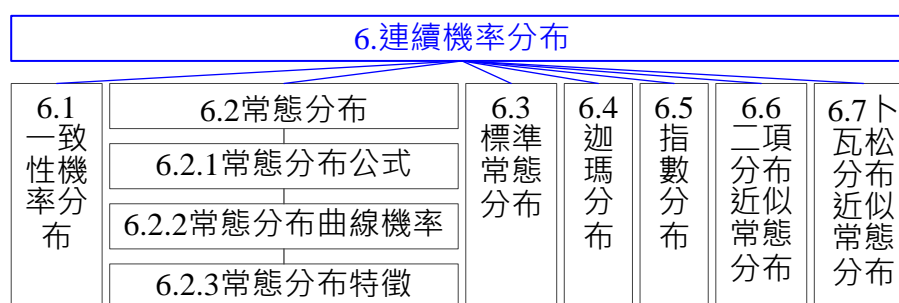 6.連續機率分布
6.1
一致
性機
率分
布
6.2常態分布
6.2.1常態分布公式
6.2.2常態分布曲線機率
6.2.3常態分布特徵
6.3
標準
常態
分布
6.4
迦
瑪
分
布
6.5
指
數
分
布
6.6
二項
分布
近似
常態
分布
6.7卜
瓦松
分布
近似
常態
分布